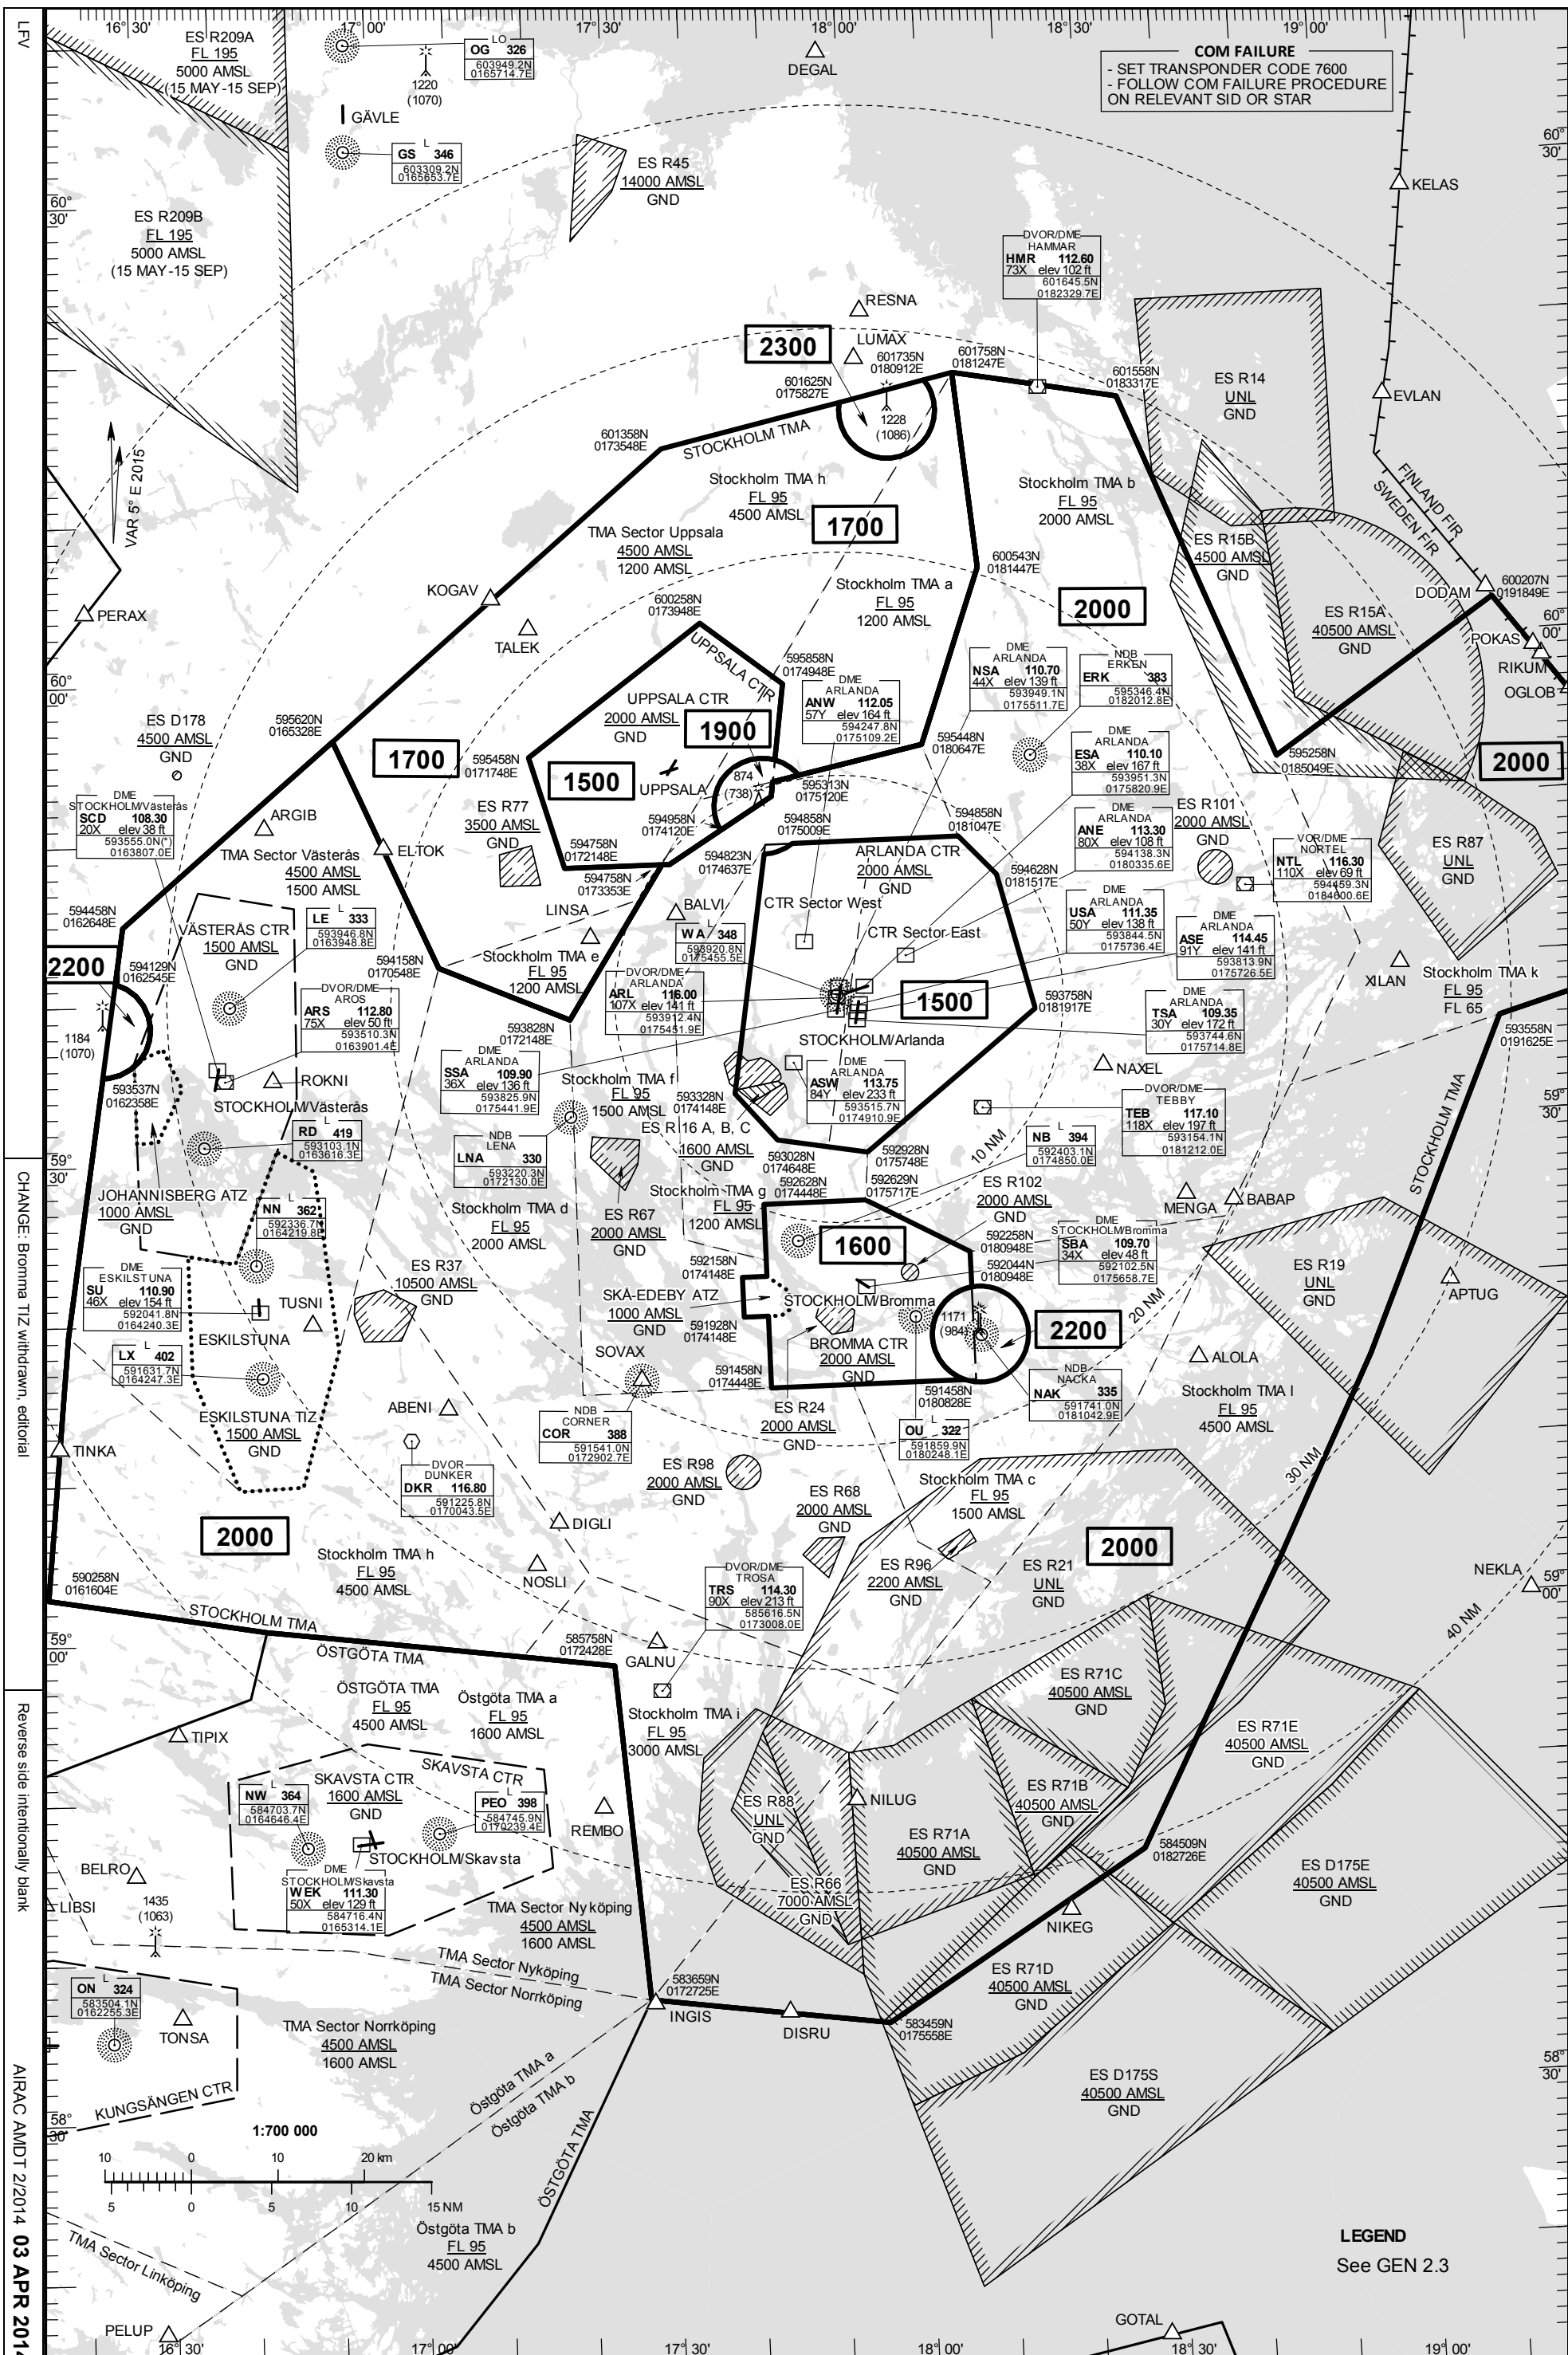 LFV
CHANGE: Bromma TIZ withdrawn, editorial
Reverse side intentionally blank
AIRAC AMDT 2/2014 03 APR 2014
16° 30'
17° 00'
17° 30'
18° 00'
18° 30'
19° 00'
COM FAILURE
- SET TRANSPONDER CODE 7600
- FOLLOW COM FAILURE PROCEDURE
ON RELEVANT SID OR STAR
ES R209A
FL 195
5000 AMSL
(15 MAY-15 SEP)
LO
OG 326
603949.2N
0165714.7E
1220
(1070)
GÄVLE
L
GS 346
603309.2N
0165653.7E
DEGAL
ES R45
14000 AMSL
GND
60°
30'
60°
30'
KELAS
ES R209B
FL 195
5000 AMSL
(15 MAY-15 SEP)
DVOR/DME
HAMMAR
HMR 112.60
73X elev 102 ft
601645.5N
0182329.7E
RESNA
2300
LUMAX
601735N
0180912E
601758N
0181247E
601558N
0183317E
601625N
0175827E
ES R14
UNL
GND
EVLAN
1228
(1086)
601358N
0173548E
STOCKHOLM TMA
VAR 5° E 2015
Stockholm TMA h
FL 95
4500 AMSL
Stockholm TMA b
FL 95
2000 AMSL
FINLAND FIR
SWEDEN FIR
TMA Sector Uppsala
4500 AMSL
1200 AMSL
1700
ES R15B
4500 AMSL
GND
600543N
0181447E
KOGAV
PERAX
TALEK
600258N
0173948E
Stockholm TMA a
FL 95
1200 AMSL
2000
DODAM
600207N
0191849E
ES R15A
40500 AMSL
GND
POKAS
RIKUM
OGLOB
60°
00'
60°
00'
UPPSALA CTR
595858N
0174948E
UPPSALA CTR
2000 AMSL
GND
DME
ARLANDA
ANW 112.05
57Y elev 164 ft
594247.8N
0175109.2E
DME
ARLANDA
NSA 110.70
44X elev 139 ft
593949.1N
0175511.7E
NDB
ERKEN
ERK 383
595346.4N
0182012.8E
ES D178
4500 AMSL
GND
595620N
0165328E
1700
1900
595458N
0171748E
1500
UPPSALA
874
(738)
595448N
0180647E
595313N
0175120E
DME
ARLANDA
ESA 110.10
38X elev 167 ft
593951.3N
0175820.9E
595258N
0185049E
2000
DME
STOCKHOLM/Västerås
SCD 108.30
20X elev 38 ft
593555.0N(*)
0163807.0E
ARGIB
ELTOK
ES R77
3500 AMSL
GND
594958N
0174120E
594858N
0175009E
594858N
0181047E
DME
ARLANDA
ANE 113.30
80X elev 108 ft
594138.3N
0180335.6E
ES R101
2000 AMSL
GND
ES R87
UNL
GND
TMA Sector Västerås
4500 AMSL
1500 AMSL
594758N
0172148E
594758N
0173353E
594823N
0174637E
ARLANDA CTR
2000 AMSL
GND
594628N
0181517E
VOR/DME
NORTEL
NTL 116.30
110X elev 69 ft
594459.3N
0184600.6E
594458N
0162648E
VÄSTERÅS CTR
1500 AMSL
GND
L
LE 333
593946.8N
0163948.8E
LINSA
BALVI
CTR Sector West
CTR Sector East
L
WA 348
593920.8N
0175455.5E
DME
ARLANDA
USA 111.35
50Y elev 138 ft
593844.5N
0175736.4E
DME
ARLANDA
ASE 114.45
91Y elev 141 ft
593813.9N
0175726.5E
XILAN
Stockholm TMA k
FL 95
FL 65
2200
594129N
0162545E
594158N
0170548E
Stockholm TMA e
FL 95
1200 AMSL
DVOR/DME
ARLANDA
ARL 116.00
107X elev 141 ft
593912.4N
0175451.9E
1500
593758N
0181917E
DVOR/DME
AROS
ARS 112.80
75X elev 50 ft
593510.3N
0163901.4E
DME
ARLANDA
TSA 109.35
30Y elev 172 ft
593744.6N
0175714.8E
593558N
0191625E
1184
(1070)
593828N
0172148E
STOCKHOLM/Arlanda
DME
ARLANDA
SSA 109.90
36X elev 136 ft
593825.9N
0175441.9E
Stockholm TMA f
FL 95
1500 AMSL
DME
ARLANDA
ASW 113.75
84Y elev 233 ft
593515.7N
0174910.9E
NAXEL
593537N
0162358E
ROKNI
STOCKHOLM/Västerås
593328N
0174148E
DVOR/DME
TEBBY
TEB 117.10
118X elev 197 ft
593154.1N
0181212.0E
59°
30'
59°
30'
L
RD 419
593103.1N
0163616.3E
NDB
LENA
LNA 330
593220.3N
0172130.0E
ES R16 A, B, C
1600 AMSL
GND
593028N
0174648E
592928N
0175748E
10 NM
L
NB 394
592403.1N
0174850.0E
STOCKHOLM TMA
JOHANNISBERG ATZ
1000 AMSL
GND
L
NN 362
592336.7N
0164219.8E
Stockholm TMA d
FL 95
2000 AMSL
ES R67
2000 AMSL
GND
Stockholm TMA g
FL 95
1200 AMSL
592628N
0174448E
592629N
0175717E
ES R102
2000 AMSL
GND
MENGA
BABAP
1600
592258N
0180948E
592044N
0180948E
DME
STOCKHOLM/Bromma
SBA 109.70
34X elev 48 ft
592102.5N
0175658.7E
ES R19
UNL
GND
APTUG
DME
ESKILSTUNA
SU 110.90
46X elev 154 ft
592041.8N
0164240.3E
ES R37
10500 AMSL
GND
592158N
0174148E
SKÅ-EDEBY ATZ
1000 AMSL
GND
STOCKHOLM/Bromma
20 NM
TUSNI
ESKILSTUNA
591928N
0174148E
1171
(984)
2200
BROMMA CTR
2000 AMSL
GND
L
LX 402
591631.7N
0164247.3E
SOVAX
ALOLA
591458N
0174448E
591458N
0180828E
NDB
NACKA
NAK 335
591741.0N
0181042.9E
Stockholm TMA l
FL 95
4500 AMSL
ABENI
ESKILSTUNA TIZ
1500 AMSL
GND
NDB
CORNER
COR 388
591541.0N
0172902.7E
ES R24
2000 AMSL
GND
L
OU 322
591859.9N
0180248.1E
TINKA
DVOR
DUNKER
DKR 116.80
591225.8N
0170043.5E
ES R98
2000 AMSL
GND
30 NM
ES R68
2000 AMSL
GND
Stockholm TMA c
FL 95
1500 AMSL
2000
DIGLI
2000
Stockholm TMA h
FL 95
4500 AMSL
NOSLI
DVOR/DME
TROSA
TRS 114.30
90X elev 213 ft
585616.5N
0173008.0E
ES R96
2200 AMSL
GND
ES R21
UNL
GND
NEKLA
59°
00'
59°
00'
590258N
0161604E
STOCKHOLM TMA
ÖSTGÖTA TMA
585758N
0172428E
GALNU
40 NM
ÖSTGÖTA TMA
FL 95
4500 AMSL
Östgöta TMA a
FL 95
1600 AMSL
Stockholm TMA i
FL 95
3000 AMSL
ES R71C
40500 AMSL
GND
TIPIX
ES R71E
40500 AMSL
GND
SKAVSTA CTR
1600 AMSL
GND
SKAVSTA CTR
L
NW 364
584703.7N
0164646.4E
L
PEO 398
584745.9N
0170239.4E
REMBO
ES R88
UNL
GND
NILUG
ES R71B
40500 AMSL
GND
ES R71A
40500 AMSL
GND
584509N
0182726E
STOCKHOLM/Skavsta
BELRO
DME
STOCKHOLM/Skavsta
WEK 111.30
50X elev 129 ft
584716.4N
0165314.1E
ES R66
7000 AMSL
GND
ES D175E
40500 AMSL
GND
LIBSI
1435
(1063)
TMA Sector Nyköping
4500 AMSL
1600 AMSL
NIKEG
TMA Sector Nyköping
TMA Sector Norrköping
ES R71D
40500 AMSL
GND
L
ON 324
583504.1N
0162255.3E
583659N
0172725E
INGIS
DISRU
583459N
0175558E
TONSA
TMA Sector Norrköping
4500 AMSL
1600 AMSL
Östgöta TMA a
Östgöta TMA b
KUNGSÄNGEN CTR
ES D175S
40500 AMSL
GND
58°
30'
58°
30'
1:700 000
10 0 10 20 km
5 0 5 10 15 NM
ÖSTGÖTA TMA
TMA Sector Linköping
Östgöta TMA b
FL 95
4500 AMSL
LEGEND
See GEN 2.3
PELUP
GOTAL
16° 30'
17° 00'
17° 30'
18° 00'
18° 30'
19° 00'